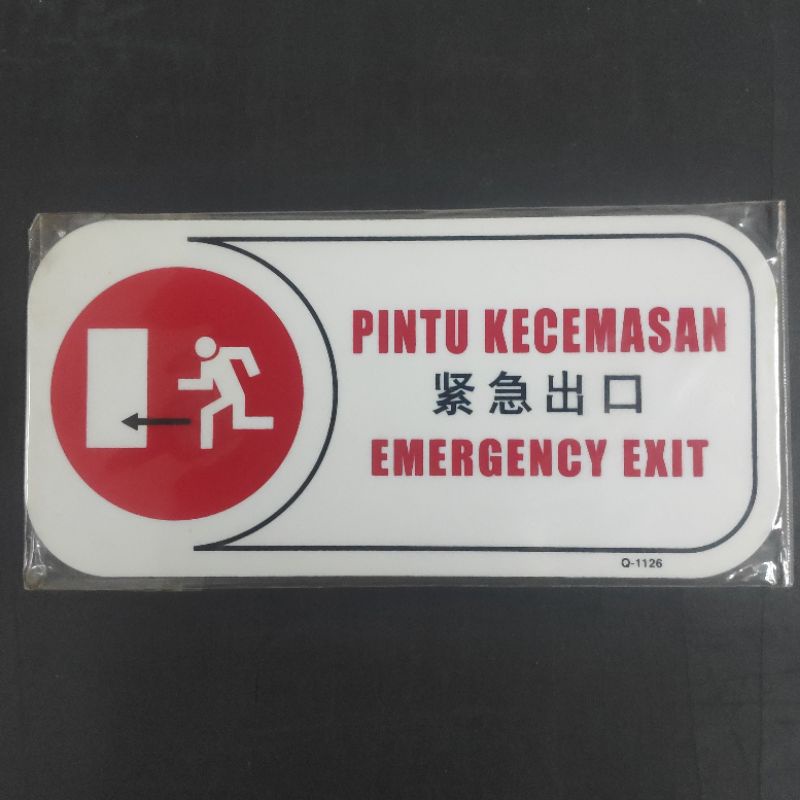 PINTU KECEMASAN
紧急出口
EMERGENCY EXIT
Q-1126